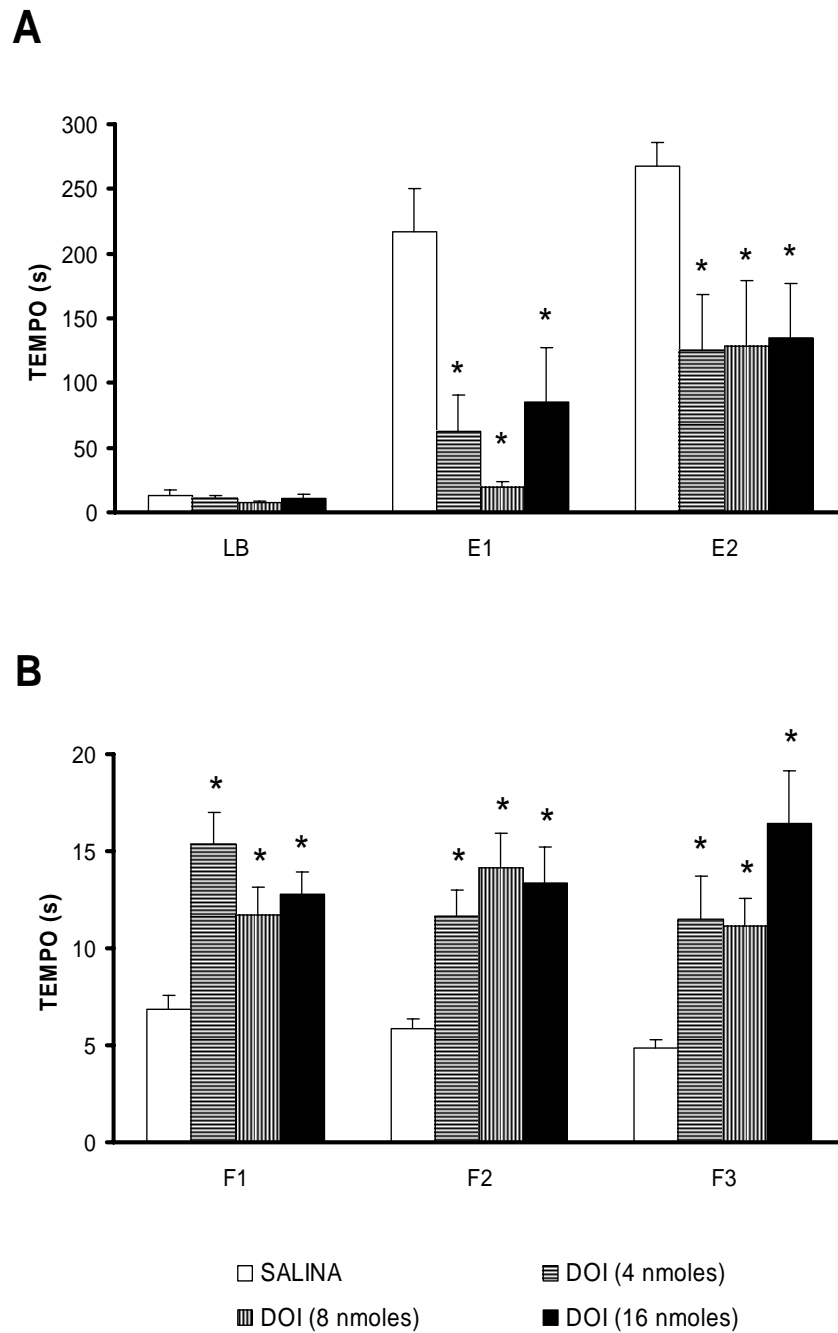 A
300
250
200
150
100
50
0
TEMPO (s)
*
*
*
*
*
*
LB
E1
E2
B
20
15
10
5
0
TEMPO (s)
*
*
*
*
*
*
*
*
*
F1
F2
F3
SALINA
DOI (4 nmoles)
DOI (8 nmoles)
DOI (16 nmoles)